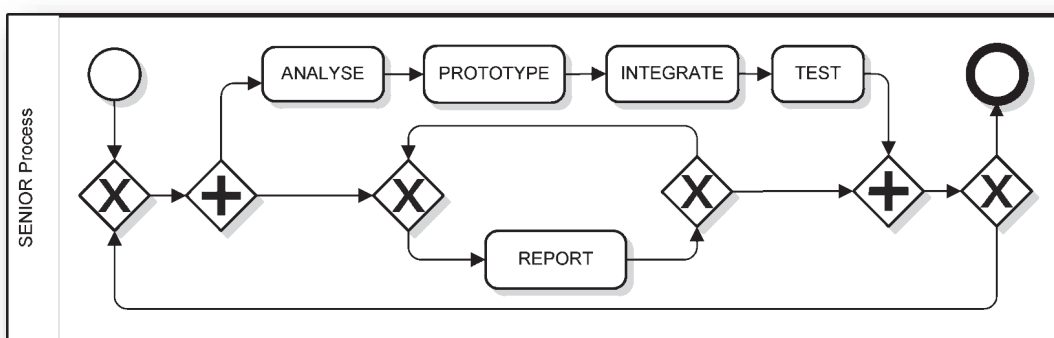 SENIOR Process
ANALYSE
PROTOTYPE
INTEGRATE
TEST
X
X
X
X
REPORT